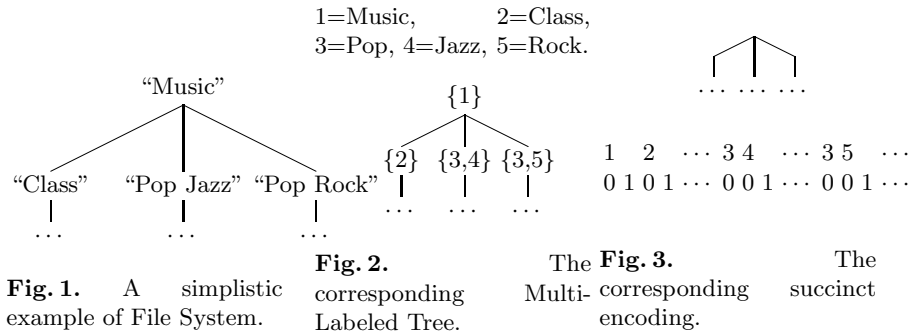 “Music”
“Class” “Pop Jazz” “Pop Rock”
... ... ...
Fig. 1. A simplistic
example of File System.
1=Music, 2=Class,
3=Pop, 4=Jazz, 5=Rock.
{1}
{2} {3,4} {3,5}
... ... ...
Fig. 2. The
corresponding Multi-
Labeled Tree.
... ... ...
1 2 ... 3 4 ... 3 5 ...
0 1 0 1 ... 0 0 1 ... 0 0 1 ...
Fig. 3. The
corresponding succinct
encoding.